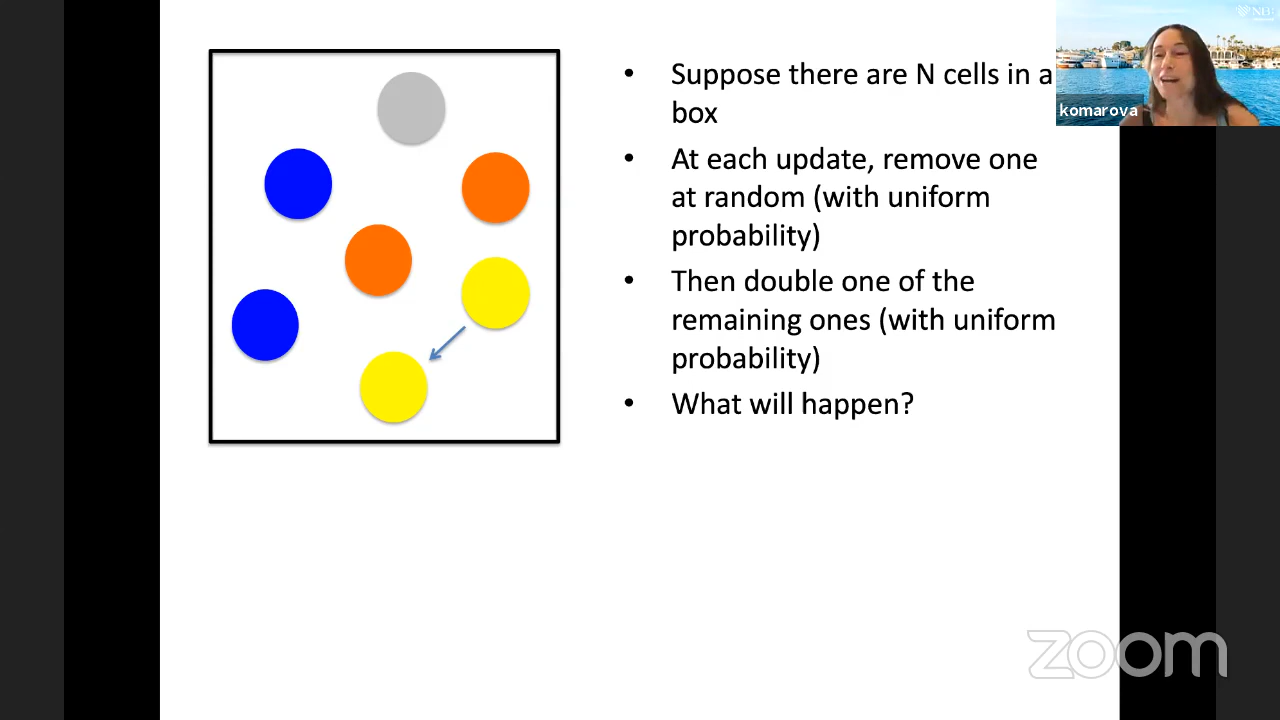 • Suppose there are N cells in a
box
• At each update, remove one
at random (with uniform
probability)
• Then double one of the
remaining ones (with uniform
probability)
• What will happen?
komarova
zoom